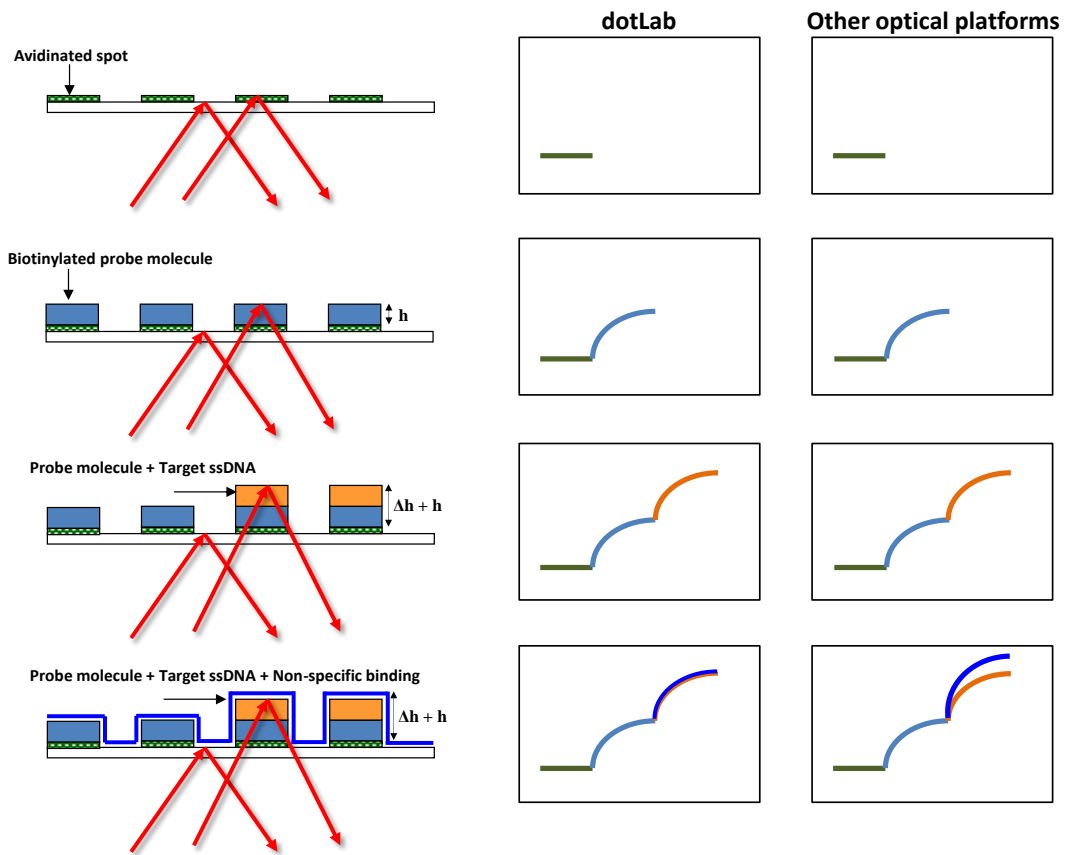 dotLab
Other optical platforms
Avidinated spot
Biotinylated probe molecule
h
Probe molecule + Target ssDNA
Δh + h
Probe molecule + Target ssDNA + Non-specific binding
Δh + h